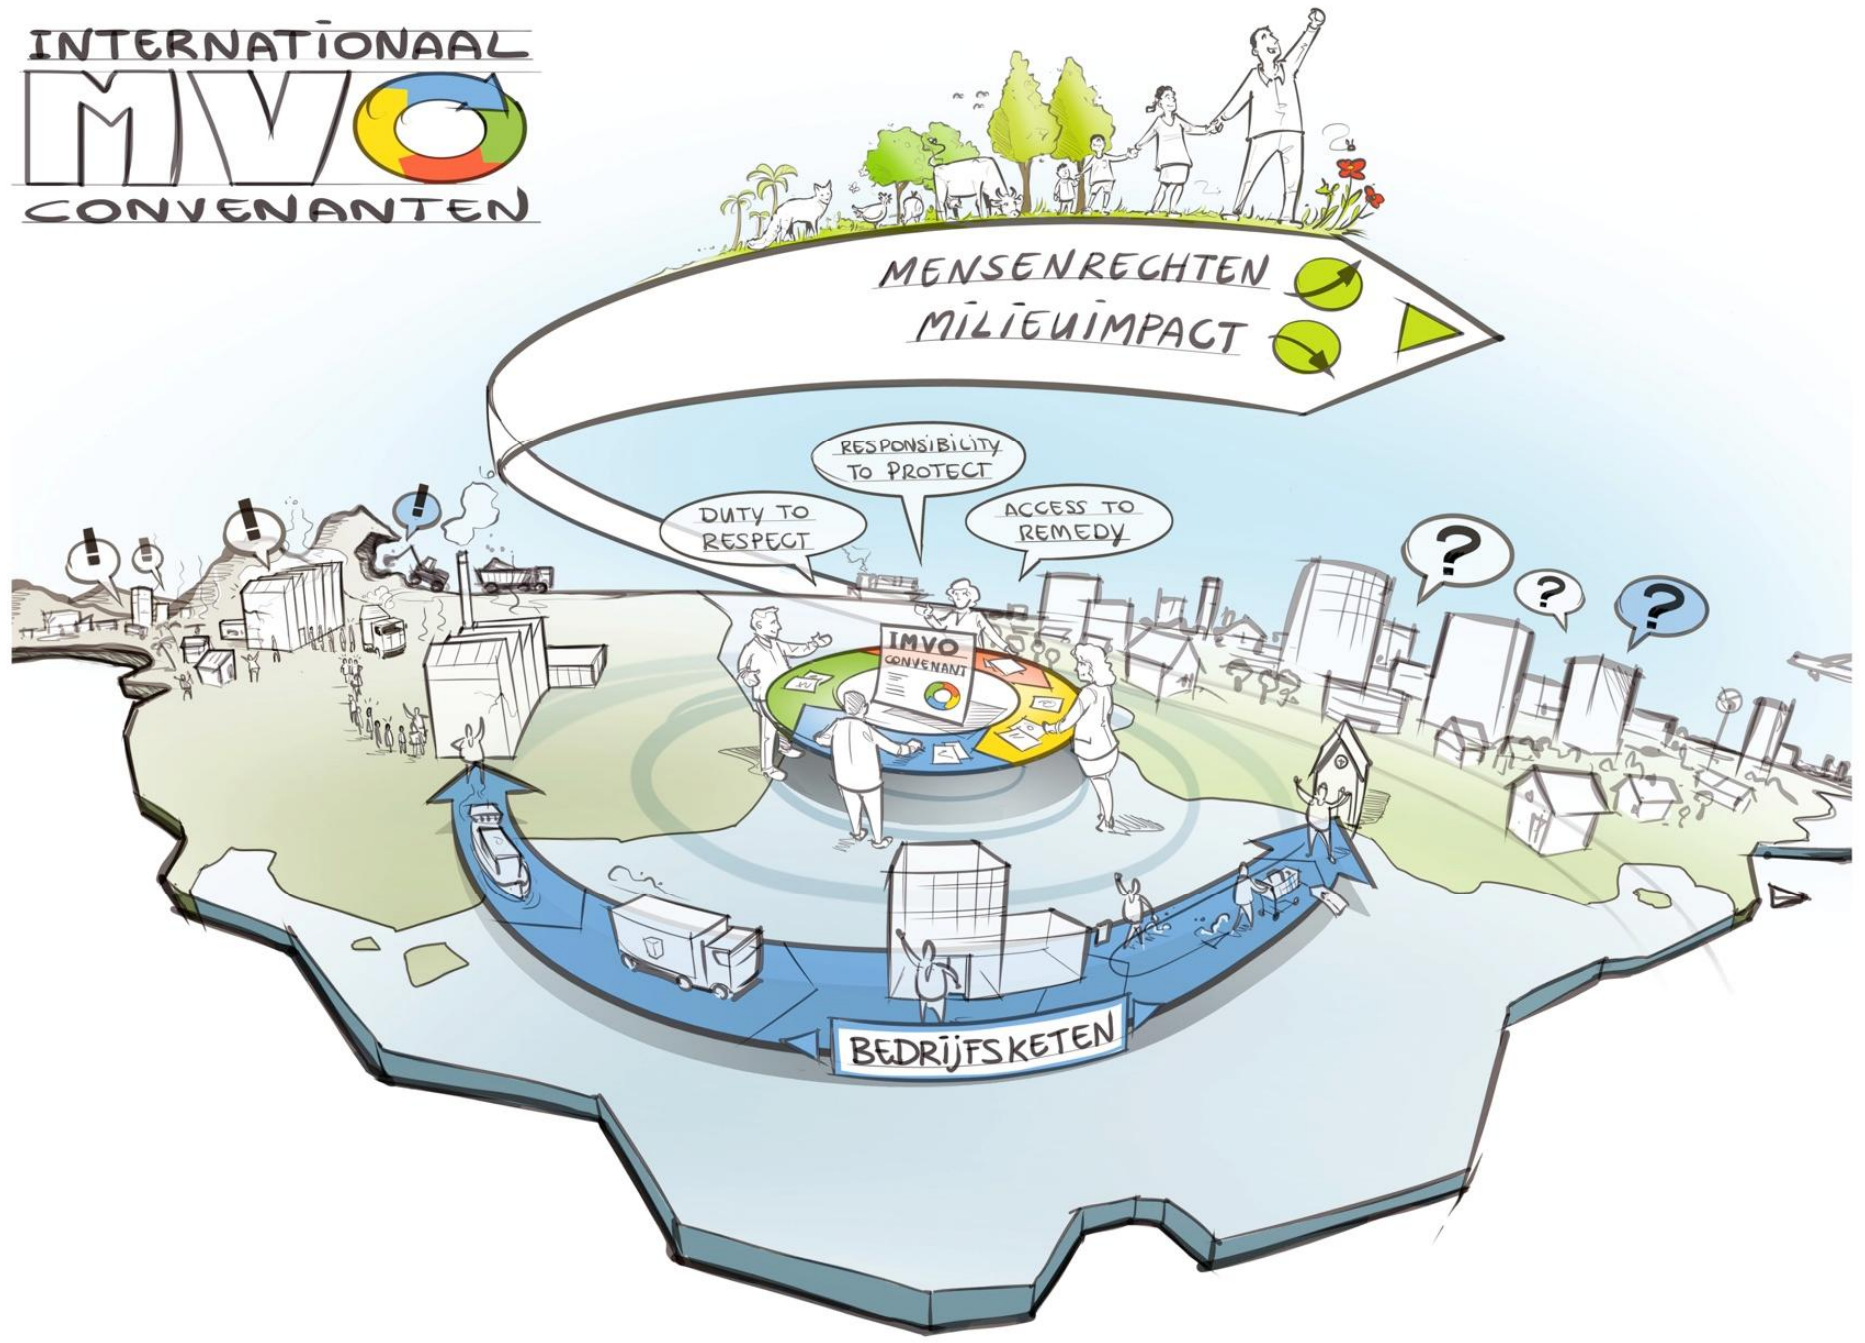 INTERNATIONAAL
MVO
CONVENANTEN
MENSENRECHTEN
MILIEUIMPACT
RESPONSIBILITY
TO PROTECT
DUTY TO
RESPECT
ACCESS TO
REMEDY
!
!
!
!
?
?
?
IMVO
CONVENANT
BEDRIJFSKETEN